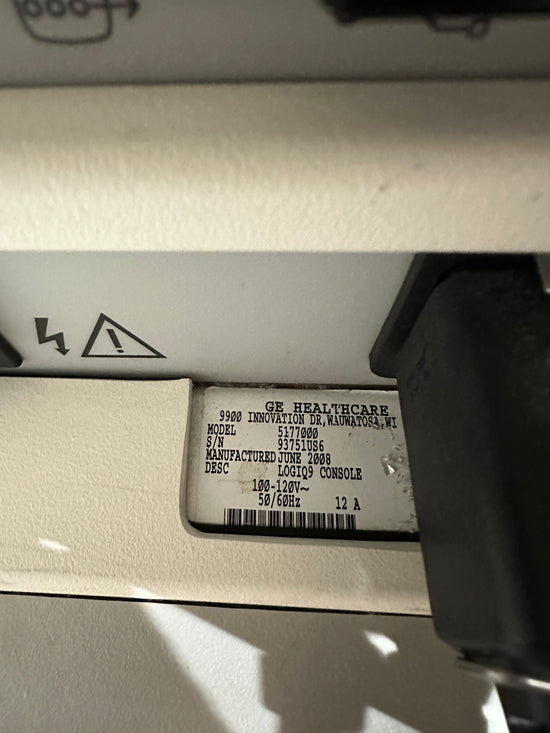 GE HEALTHCARE
9900 INNOVATION DR,WAUWATOSA,WI
MODEL 5177000
S/N 93751US6
MANUFACTURED JUNE 2008
DESC LOGIQ9 CONSOLE
100-120V~
50/60Hz 12 A